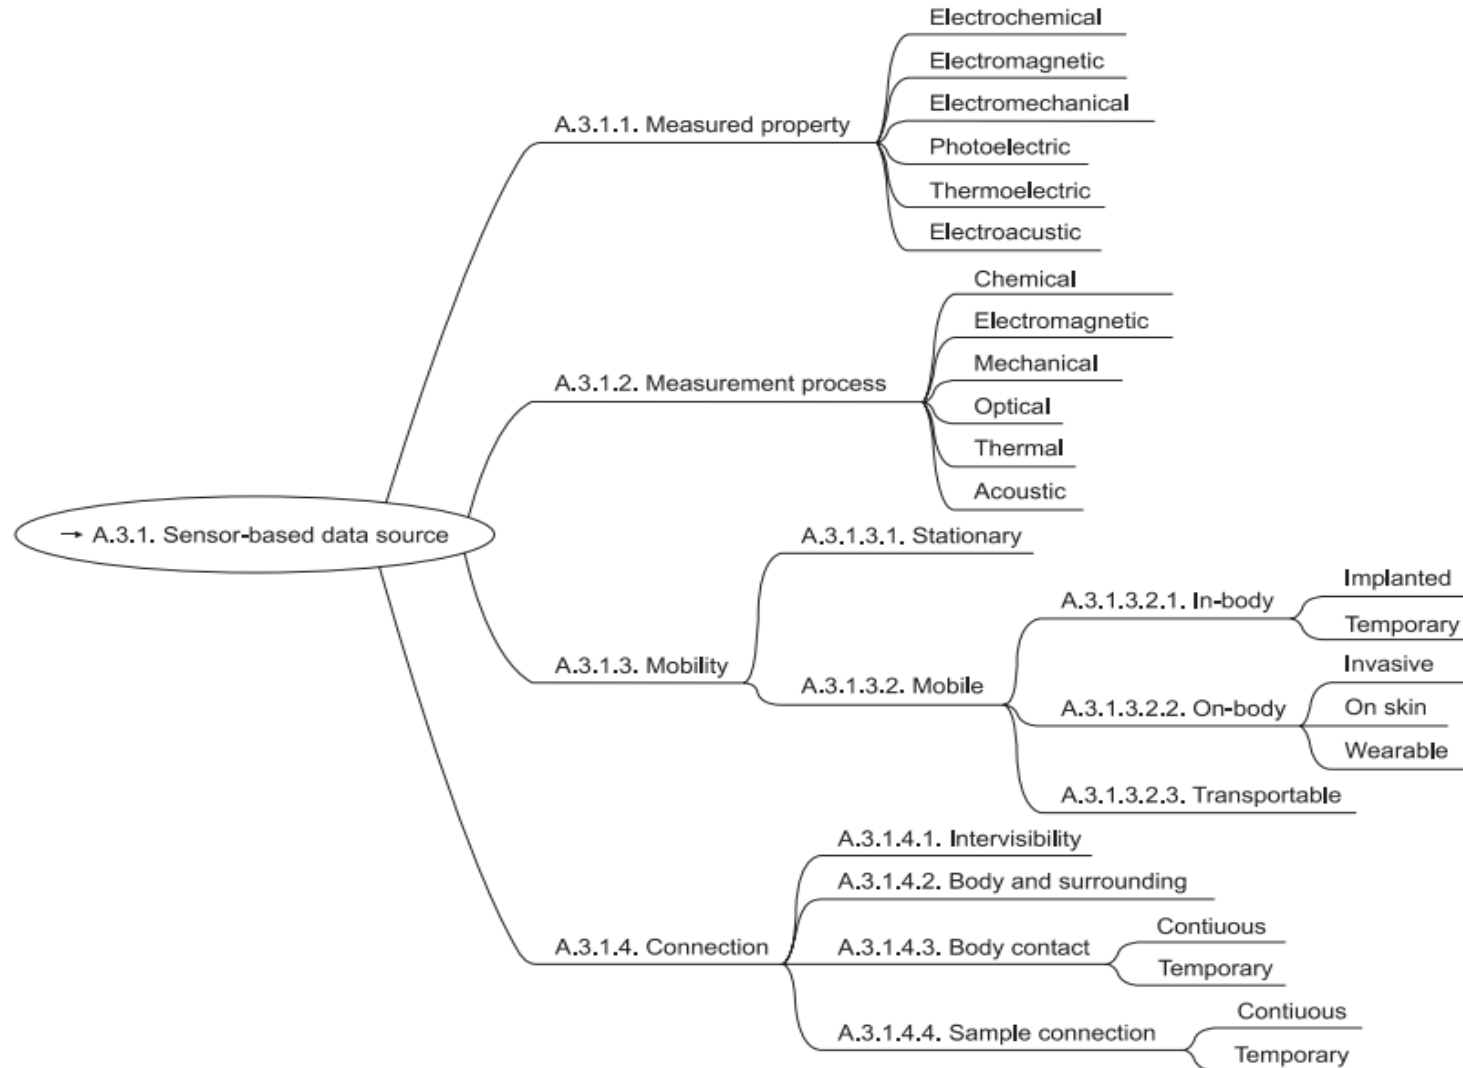 Electrochemical
Electromagnetic
Electromechanical
A.3.1.1. Measured property
Photoelectric
Thermoelectric
Electroacustic
Chemical
Electromagnetic
Mechanical
A.3.1.2. Measurement process
Optical
Thermal
Acoustic
→ A.3.1. Sensor-based data source
A.3.1.3.1. Stationary
Implanted
A.3.1.3.2.1. In-body
Temporary
A.3.1.3. Mobility
Invasive
A.3.1.3.2. Mobile
A.3.1.3.2.2. On-body
On skin
Wearable
A.3.1.3.2.3. Transportable
A.3.1.4.1. Intervisibility
A.3.1.4.2. Body and surrounding
Contiuous
A.3.1.4. Connection
A.3.1.4.3. Body contact
Temporary
Contiuous
A.3.1.4.4. Sample connection
Temporary